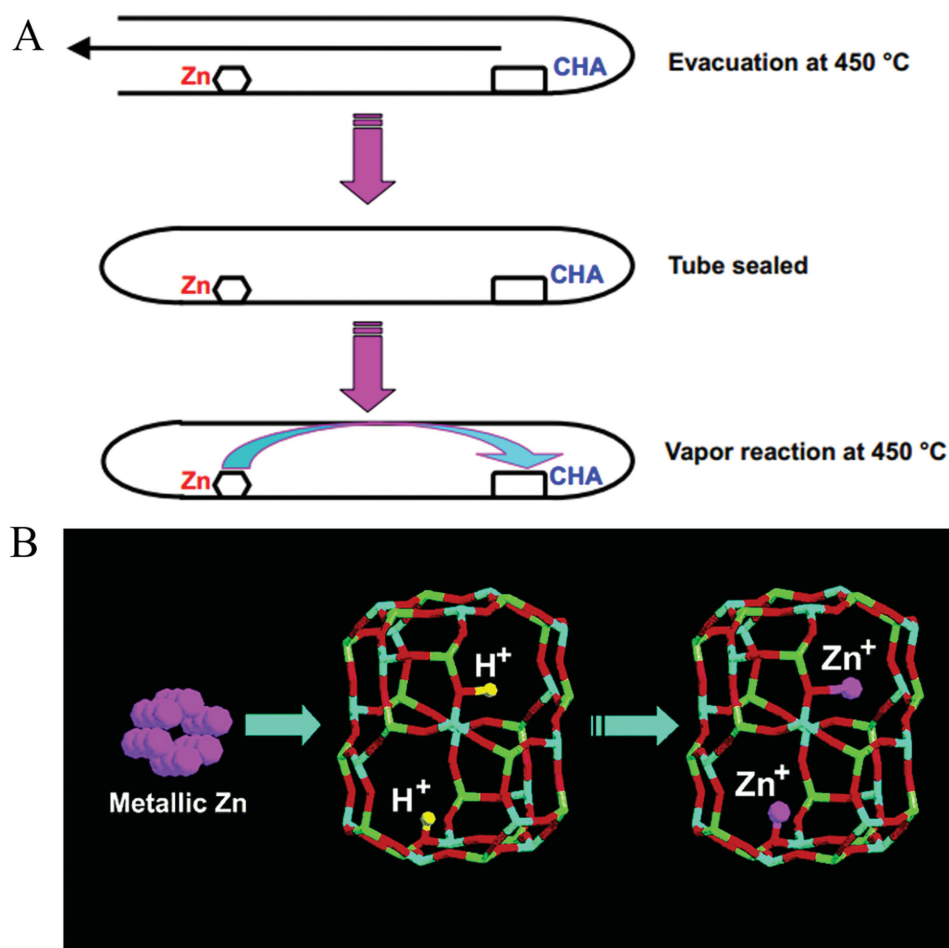 A
Zn
CHA
Evacuation at 450 °C
Zn
CHA
Tube sealed
Zn
CHA
Vapor reaction at 450 °C
B
Metallic Zn
H⁺
H⁺
Zn⁺
Zn⁺